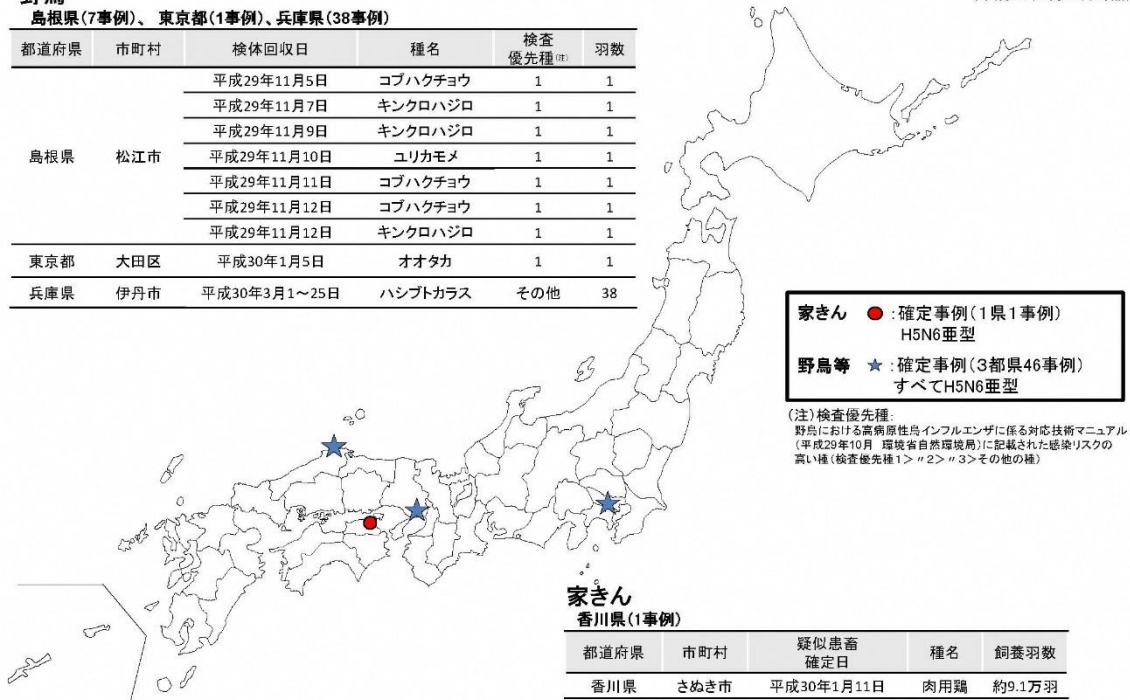 島根県(7事例)、 東京都(1事例)、兵庫県(38事例)
都道府県 市町村 検体回収日 種名 検査優先種(注) 羽数
島根県 松江市 平成29年11月5日 コブハクチョウ 1 1
平成29年11月7日 キンクロハジロ 1 1
平成29年11月9日 キンクロハジロ 1 1
平成29年11月10日 ユリカモメ 1 1
平成29年11月11日 コブハクチョウ 1 1
平成29年11月12日 コブハクチョウ 1 1
平成29年11月12日 キンクロハジロ 1 1
東京都 大田区 平成30年1月5日 オオタカ 1 1
兵庫県 伊丹市 平成30年3月1～25日 ハシブトカラス その他 38
家きん ●:確定事例(1県1事例)
H5N6亜型
野鳥等 ★:確定事例(3都県46事例)
すべてH5N6亜型
(注)検査優先種:
野鳥における高病原性鳥インフルエンザに係る対応技術マニュアル
(平成29年10月 環境省自然環境局)に記載された感染リスクの
高い種(検査優先種1>〃2>〃3>その他の種)
家きん
香川県(1事例)
都道府県 市町村 疑似患畜確定日 種名 飼養羽数
香川県 さぬき市 平成30年1月11日 肉用鶏 約9.1万羽